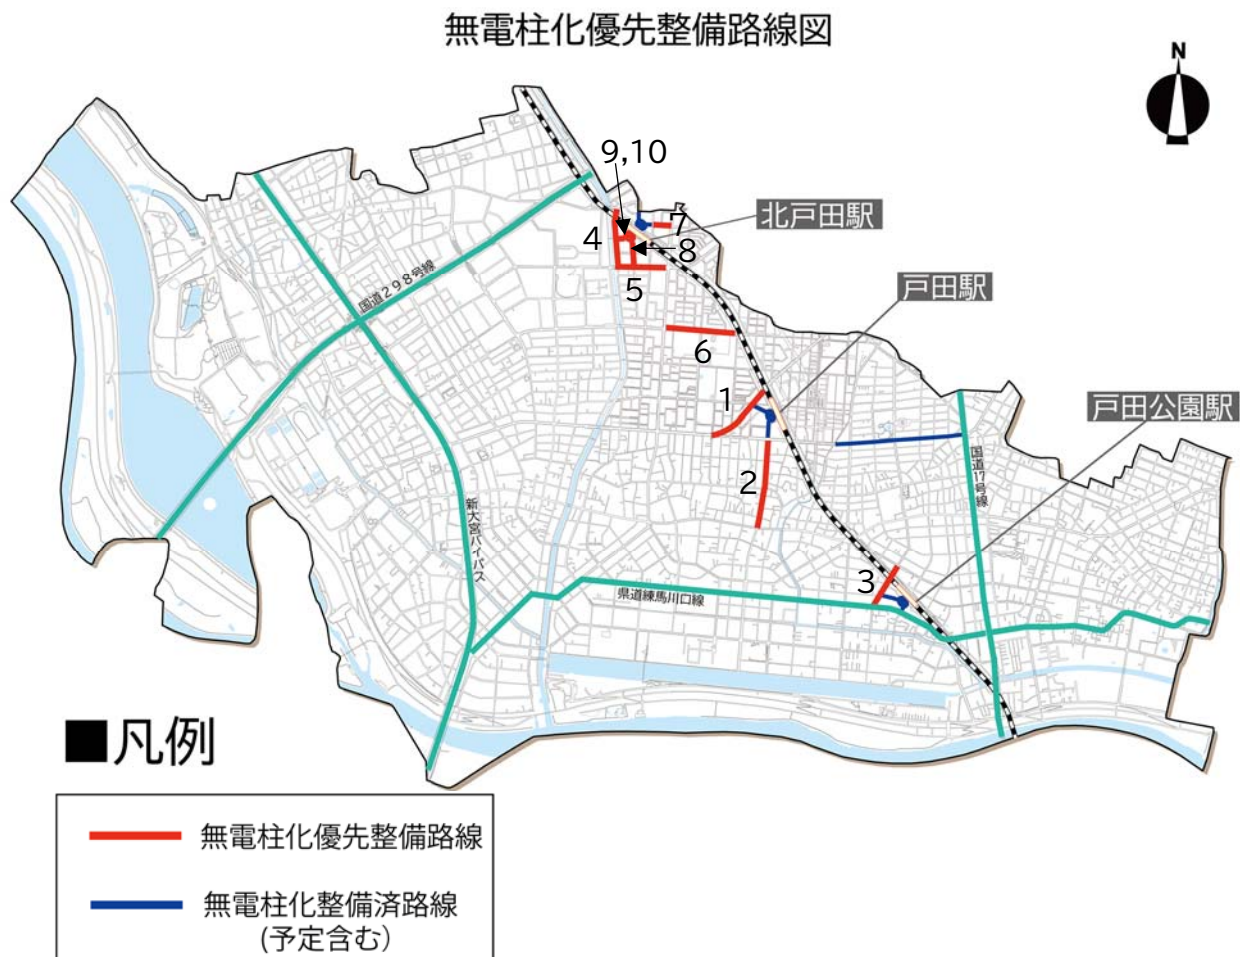 無電柱化優先整備路線図
N
9,10
北戸田駅
7
4
8
5
国道298号線
戸田駅
6
1
戸田公園駅
国道17号線
2
新大宮バイパス
3
県道練馬川口線
■凡例
無電柱化優先整備路線
無電柱化整備済路線
(予定含む)